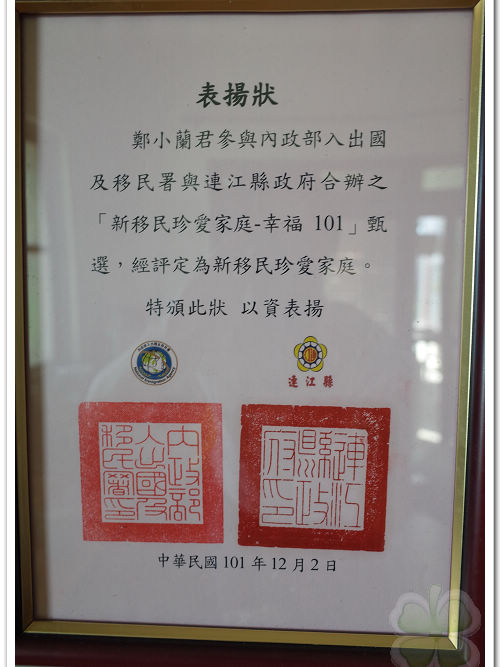 表揚狀
鄭小蘭君參與內政部入出國
及移民署與連江縣政府合辦之
「新移民珍愛家庭-幸福 101」甄
選，經評定為新移民珍愛家庭。
特頒此狀 以資表揚
連江縣
內政部入出國及移民署印
連江縣政府印
中華民國 101 年 12 月 2 日